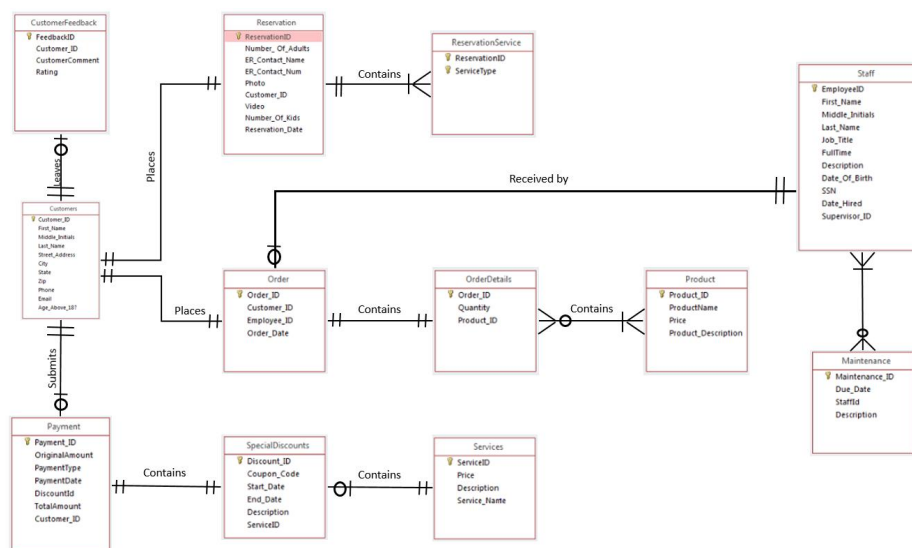 CustomerFeedback
FeedbackID
Customer_ID
CustomerComment
Rating
Reservation
ReservationID
Number_ Of_Adults
ER_Contact_Name
ER_Contact_Num
Photo
Customer_ID
Video
Number_Of_Kids
Reservation_Date
Contains
ReservationService
ReservationID
ServiceType
Staff
EmployeeID
First_Name
Middle_Initials
Last_Name
Job_Title
FullTime
Description
Date_Of_Birth
SSN
Date_Hired
Supervisor_ID
Leaves
Places
Received by
Customers
Customer_ID
First_Name
Middle_Initials
Last_Name
Street_Address
City
State
Zip
Phone
Email
Age_Above_18?
Places
Order
Order_ID
Customer_ID
Employee_ID
Order_Date
Contains
OrderDetails
Order_ID
Quantity
Product_ID
Contains
Product
Product_ID
ProductName
Price
Product_Description
Maintenance
Maintenance_ID
Due_Date
StaffId
Description
Submits
Payment
Payment_ID
OriginalAmount
PaymentType
PaymentDate
DiscountId
TotalAmount
Customer_ID
Contains
SpecialDiscounts
Discount_ID
Coupon_Code
Start_Date
End_Date
Description
ServiceID
Contains
Services
ServiceID
Price
Description
Service_Name